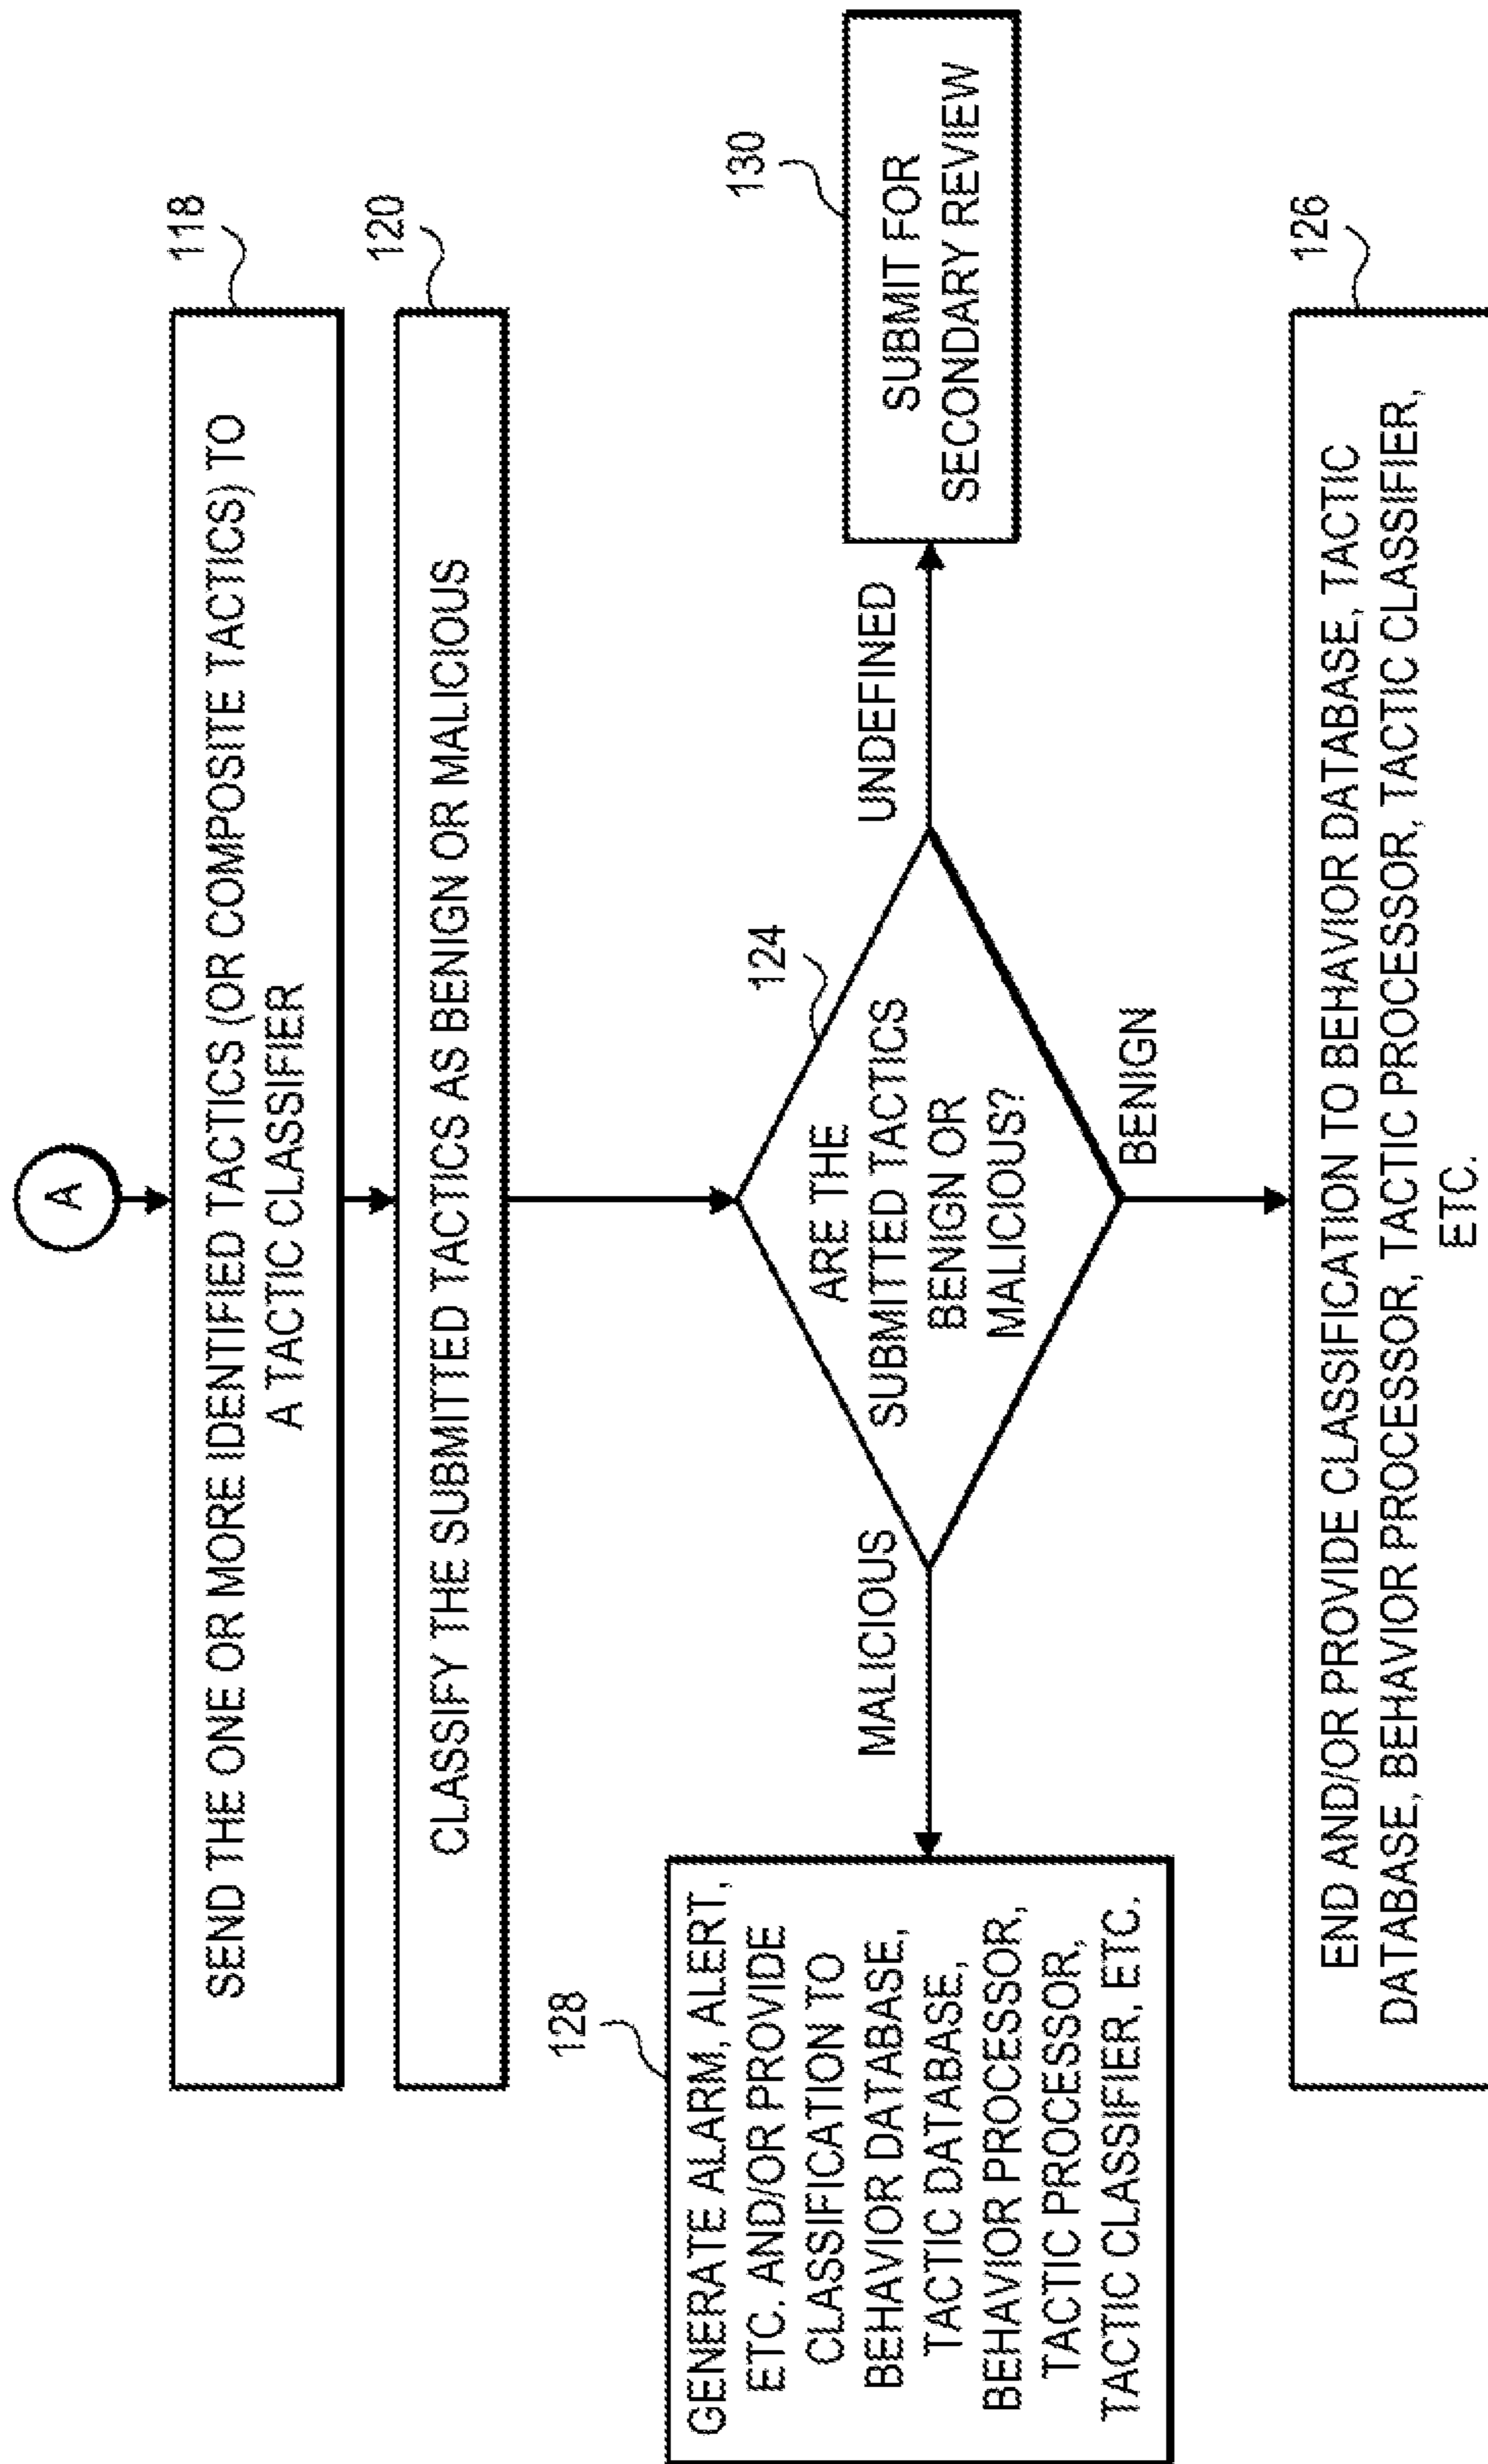 A
118
SEND THE ONE OR MORE IDENTIFIED TACTICS (OR COMPOSITE TACTICS) TO
A TACTIC CLASSIFIER
120
CLASSIFY THE SUBMITTED TACTICS AS BENIGN OR MALICIOUS
124
ARE THE
SUBMITTED TACTICS
BENIGN OR
MALICIOUS?
MALICIOUS
UNDEFINED
BENIGN
128
GENERATE ALARM, ALERT,
ETC. AND/OR PROVIDE
CLASSIFICATION TO
BEHAVIOR DATABASE,
TACTIC DATABASE,
BEHAVIOR PROCESSOR,
TACTIC PROCESSOR,
TACTIC CLASSIFIER, ETC.
130
SUBMIT FOR
SECONDARY REVIEW
126
END AND/OR PROVIDE CLASSIFICATION TO BEHAVIOR DATABASE, TACTIC
DATABASE, BEHAVIOR PROCESSOR, TACTIC PROCESSOR, TACTIC CLASSIFIER,
ETC.